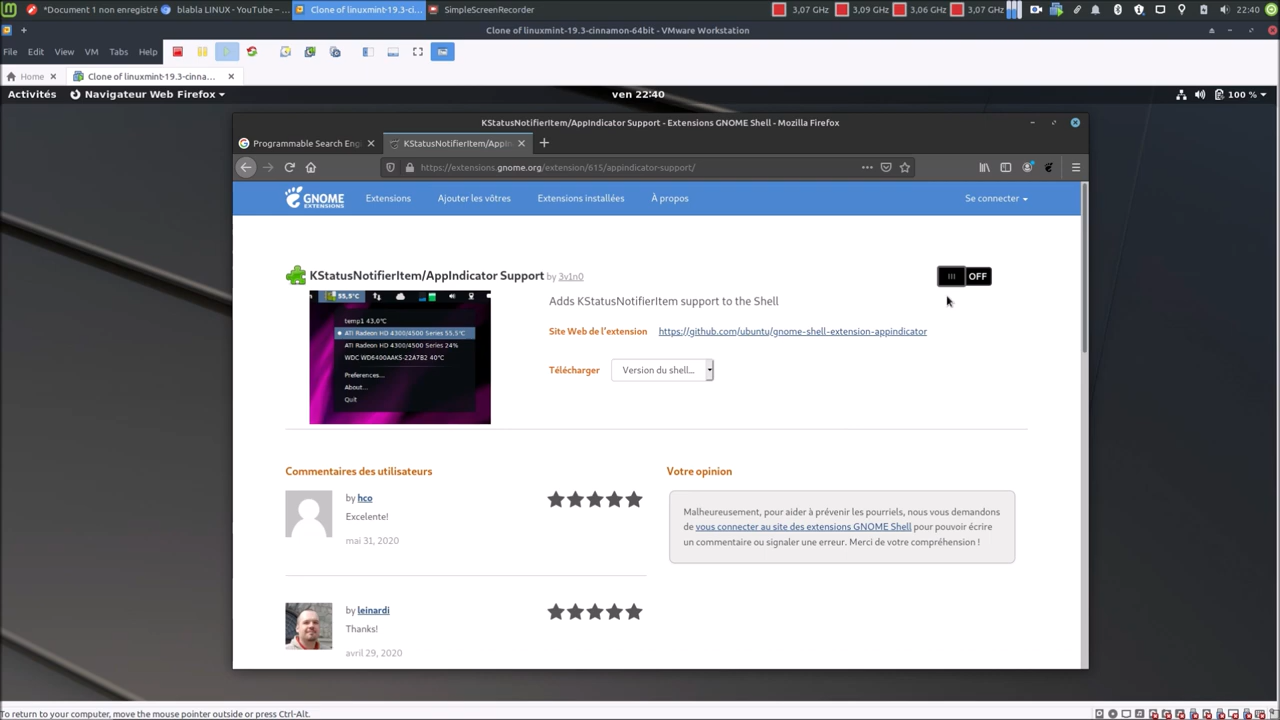 *Document 1 non enregistré
blabla LINUX - YouTube – ...
Clone of linuxmint-19.3-cinn...
SimpleScreenRecorder
3,07 GHz
3,09 GHz
3,06 GHz
3,07 GHz
22:40
Clone of linuxmint-19.3-cinnamon-64bit - VMware Workstation
File Edit View VM Tabs Help
Home
Clone of linuxmint-19.3-cinna...
Activités
Navigateur Web Firefox
ven 22:40
100 %
KStatusNotifierItem/AppIndicator Support - Extensions GNOME Shell - Mozilla Firefox
Programmable Search Eng
KStatusNotifierItem/AppIn
https://extensions.gnome.org/extension/615/appindicator-support/
GNOME
EXTENSIONS
Extensions
Ajouter les vôtres
Extensions installées
À propos
Se connecter
KStatusNotifierItem/AppIndicator Support by 3v1n0
OFF
55,5°C
temp1 43,0°C
ATI Radeon HD 4300/4500 Series 55,5°C
ATI Radeon HD 4300/4500 Series 24%
WDC WD6400AAKS-22A7B2 40°C
Preferences...
About...
Quit
Adds KStatusNotifierItem support to the Shell
Site Web de l'extension https://github.com/ubuntu/gnome-shell-extension-appindicator
Télécharger Version du shell...
Commentaires des utilisateurs
by hco
Excelente!
mai 31, 2020
by leinardi
Thanks!
avril 29, 2020
Votre opinion
Malheureusement, pour aider à prévenir les pourriels, nous vous demandons
de vous connecter au site des extensions GNOME Shell pour pouvoir écrire
un commentaire ou signaler une erreur. Merci de votre compréhension !
To return to your computer, move the mouse pointer outside or press Ctrl-Alt.